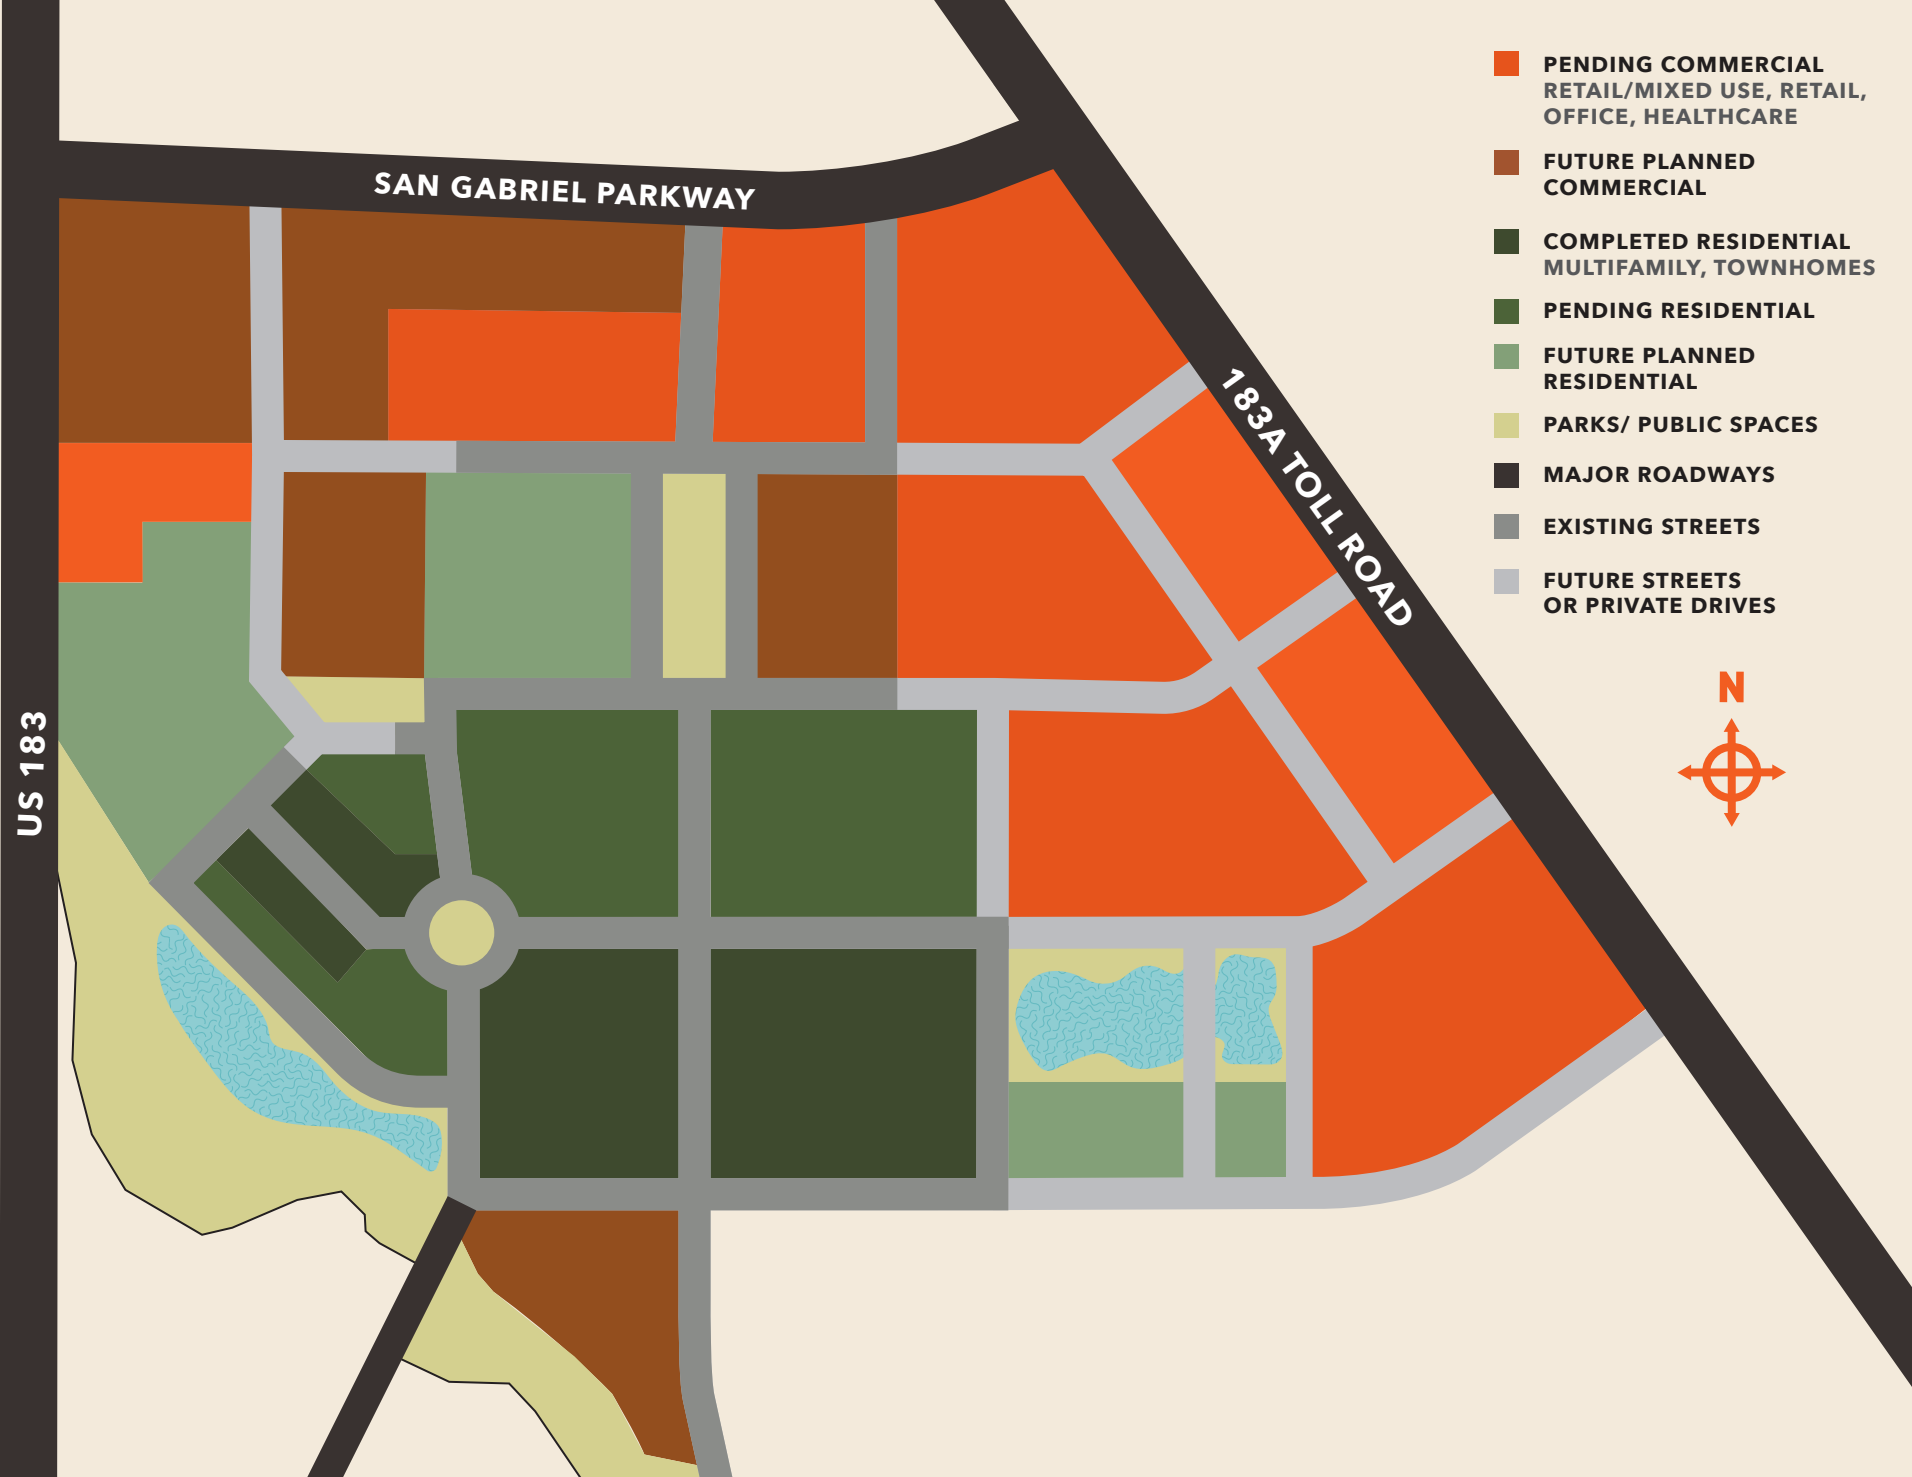 SAN GABRIEL PARKWAY
183A TOLL ROAD
US 183
PENDING COMMERCIAL
RETAIL/MIXED USE, RETAIL,
OFFICE, HEALTHCARE
FUTURE PLANNED
COMMERCIAL
COMPLETED RESIDENTIAL
MULTIFAMILY, TOWNHOMES
PENDING RESIDENTIAL
FUTURE PLANNED
RESIDENTIAL
PARKS/ PUBLIC SPACES
MAJOR ROADWAYS
EXISTING STREETS
FUTURE STREETS
OR PRIVATE DRIVES
N